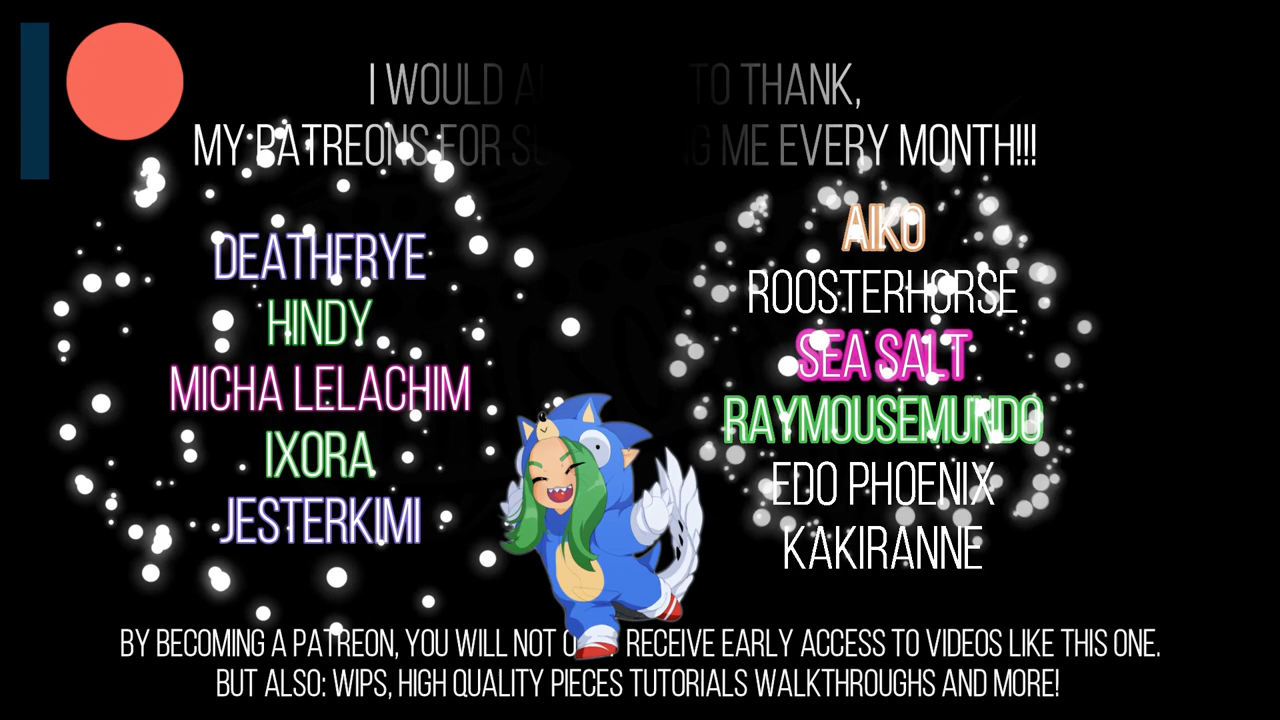 I WOULD TO THANK,
MY PATREONS FOR ME EVERY MONTH!!!
DEATHFRYE
HINDY
MICHA LELACHIM
IXORA
JESTERKIMI
AIKO
ROOSTERHORSE
SEA SALT
RAYMOUSEMUNDO
EDO PHOENIX
KAKIRANNE
BY BECOMING A PATREON, YOU WILL NOT RECEIVE EARLY ACCESS TO VIDEOS LIKE THIS ONE.
BUT ALSO: WIPS, HIGH QUALITY PIECES TUTORIALS WALKTHROUGHS AND MORE!